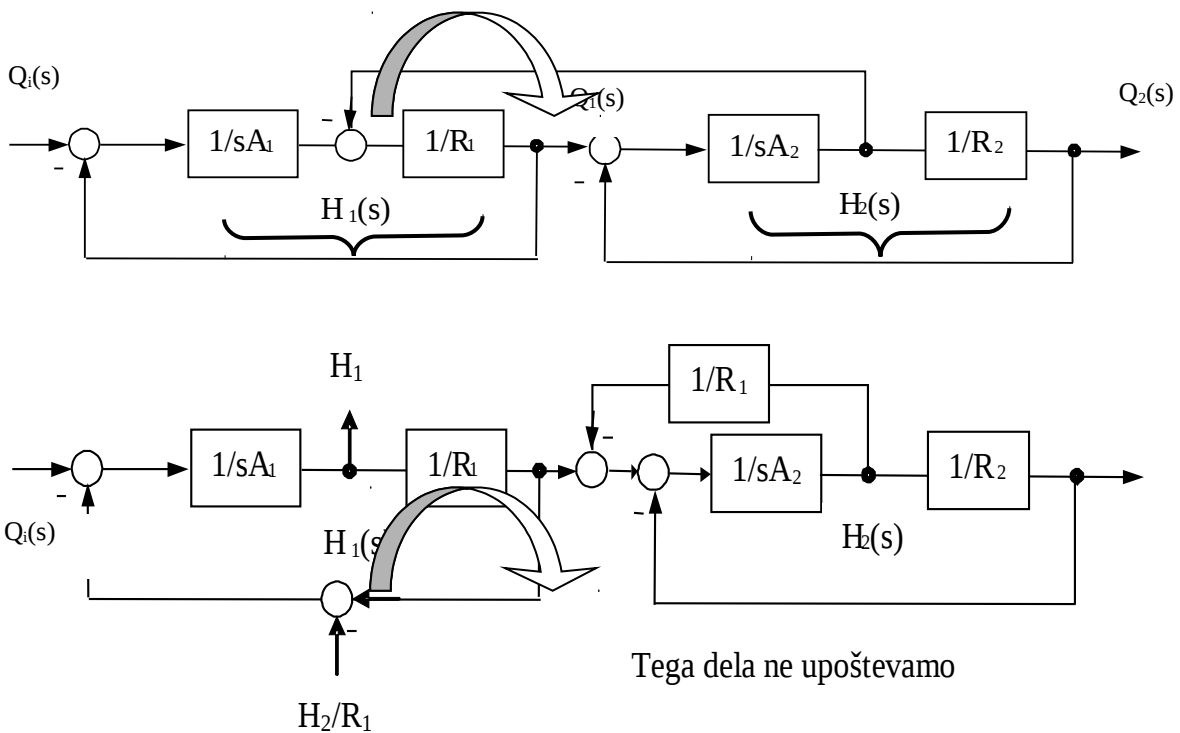 Qi(s)
Q1(s)
Q2(s)
1/sA1
1/R1
1/sA2
1/R2
H1(s)
H2(s)
H1
1/R1
1/sA1
1/R1
1/sA2
1/R2
Qi(s)
H1(s
H2(s)
Tega dela ne upoštevamo
H2/R1